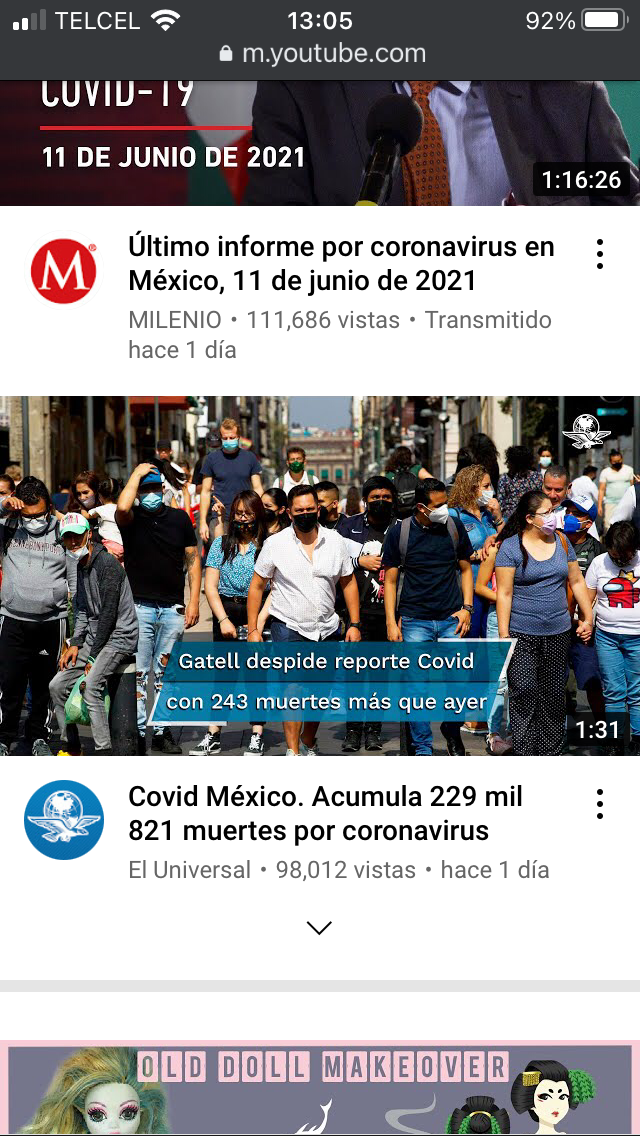 TELCEL 13:05 92%
m.youtube.com
COVID-19
11 DE JUNIO DE 2021
1:16:26
M
Último informe por coronavirus en
México, 11 de junio de 2021
MILENIO • 111,686 vistas • Transmitido
hace 1 día
Gatell despide reporte Covid
con 243 muertes más que ayer
1:31
Covid México. Acumula 229 mil
821 muertes por coronavirus
El Universal • 98,012 vistas • hace 1 día
OLD DOLL MAKEOVER